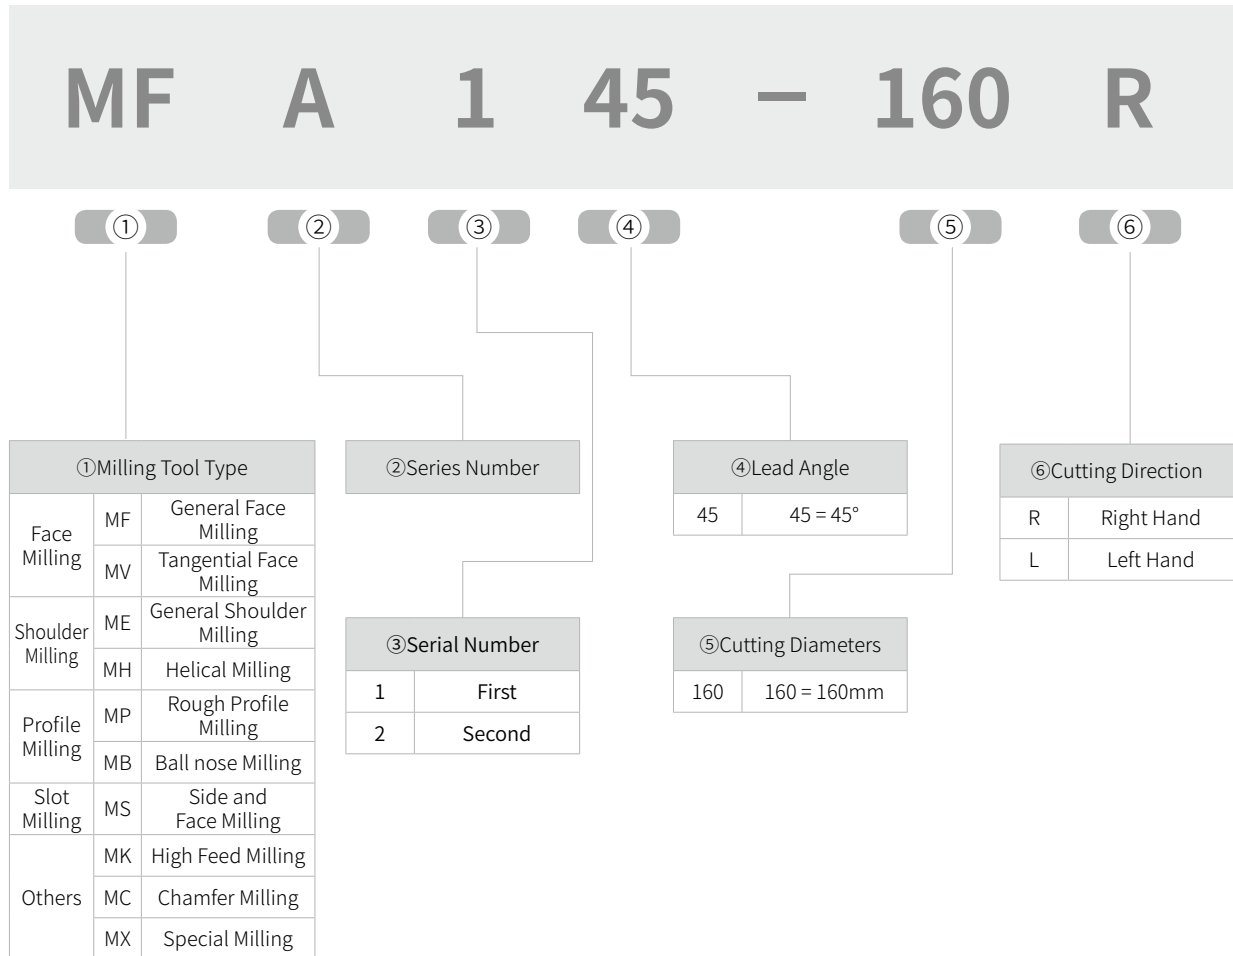 MF A 1 45 – 160 R
① ② ③ ④ ⑤ ⑥
①Milling Tool Type
Face
Milling
MF
General Face
Milling
MV
Tangential Face
Milling
Shoulder
Milling
ME
General Shoulder
Milling
MH
Helical Milling
Profile
Milling
MP
Rough Profile
Milling
MB
Ball nose Milling
Slot
Milling
MS
Side and
Face Milling
Others
MK
High Feed Milling
MC
Chamfer Milling
MX
Special Milling
②Series Number
③Serial Number
1 First
2 Second
④Lead Angle
45 45 = 45°
⑤Cutting Diameters
160 160 = 160mm
⑥Cutting Direction
R Right Hand
L Left Hand